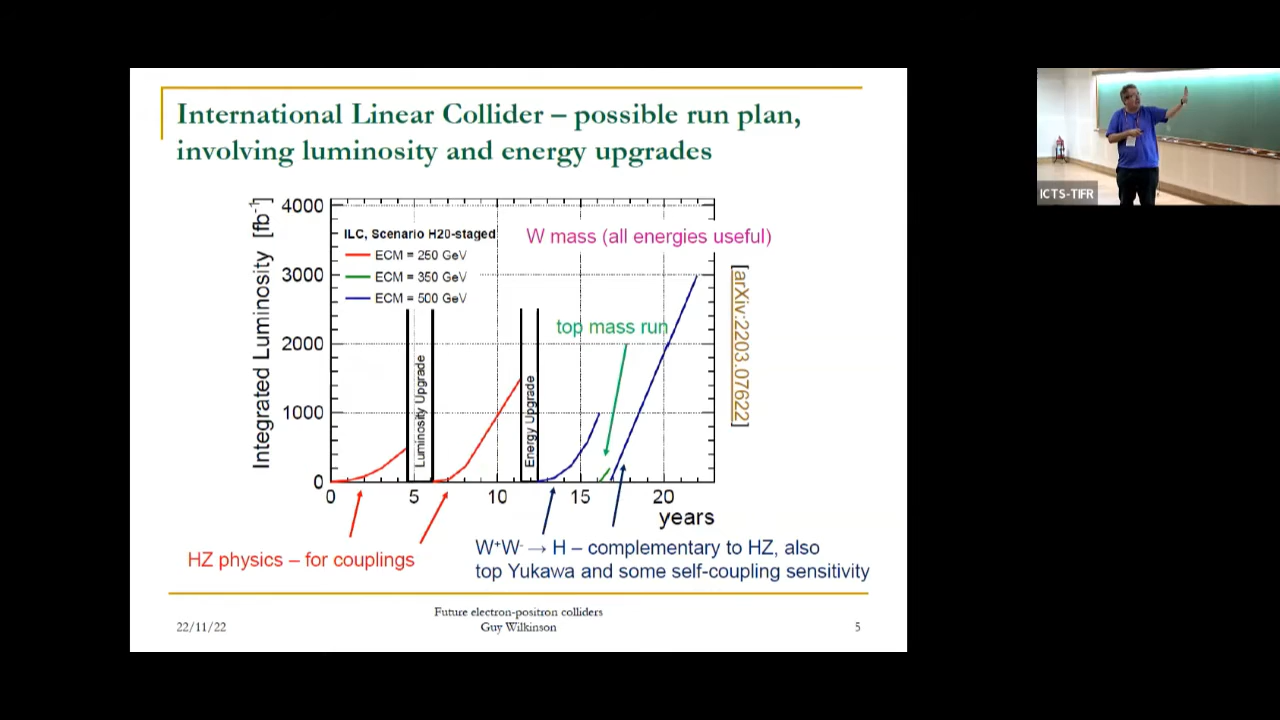 International Linear Collider – possible run plan,
involving luminosity and energy upgrades
Integrated Luminosity [fb⁻¹]
4000
3000
2000
1000
0
ILC, Scenario H20-staged
ECM = 250 GeV
ECM = 350 GeV
ECM = 500 GeV
W mass (all energies useful)
top mass run
Luminosity Upgrade
Energy Upgrade
[arXiv:2203.07622]
0 5 10 15 20
years
HZ physics – for couplings
W⁺W⁻ → H – complementary to HZ, also
top Yukawa and some self-coupling sensitivity
22/11/22
Future electron-positron colliders
Guy Wilkinson
5
ICTS-TIFR